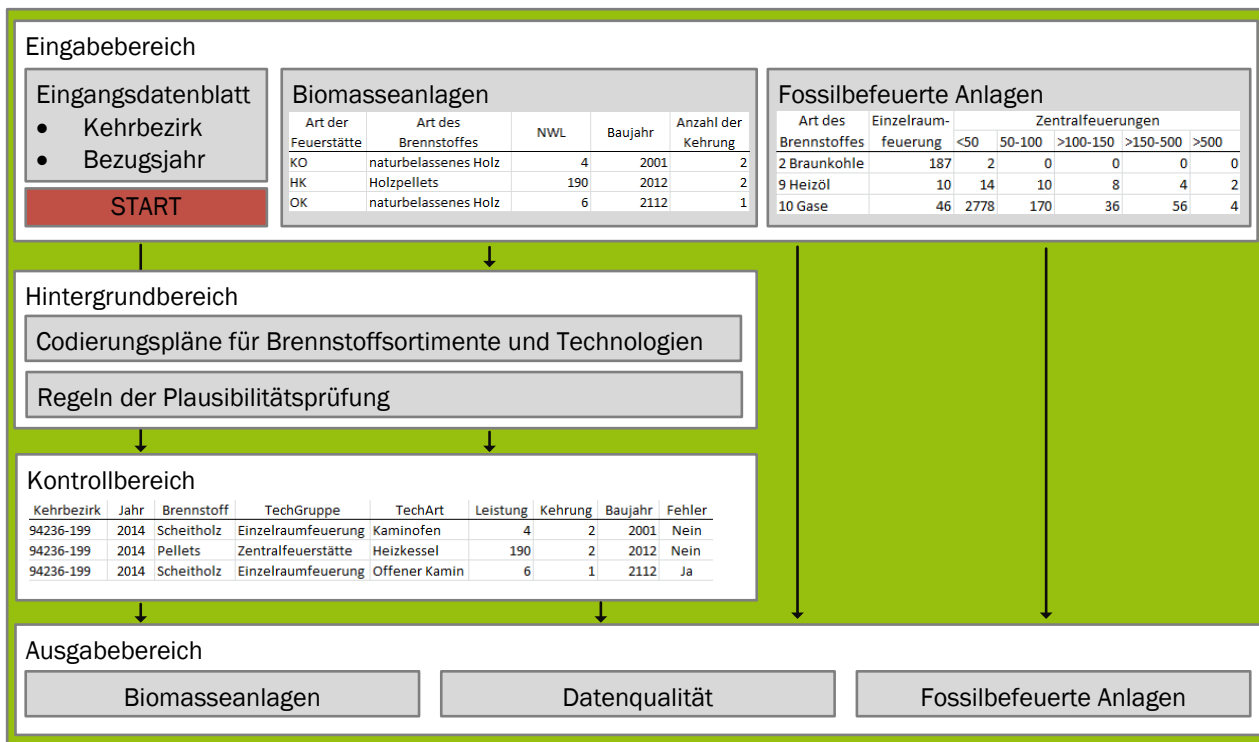 Eingabebereich
Eingangsdatenblatt
• Kehrbezirk
• Bezugsjahr
START
Biomasseanlagen
Art der Art des NWL Baujahr Anzahl der
Feuerstätte Brennstoffes Kehrung
KO naturbelassenes Holz 4 2001 2
HK Holzpellets 190 2012 2
OK naturbelassenes Holz 6 2112 1
Fossilbefeuerte Anlagen
Art des Einzelraum- Zentralfeuerungen
Brennstoffes feuerung <50 50-100 >100-150 >150-500 >500
2 Braunkohle 187 2 0 0 0 0
9 Heizöl 10 14 10 8 4 2
10 Gase 46 2778 170 36 56 4
Hintergrundbereich
Codierungspläne für Brennstoffsortimente und Technologien
Regeln der Plausibilitätsprüfung
Kontrollbereich
Kehrbezirk Jahr Brennstoff TechGruppe TechArt Leistung Kehrung Baujahr Fehler
94236-199 2014 Scheitholz Einzelraumfeuerung Kaminofen 4 2 2001 Nein
94236-199 2014 Pellets Zentralfeuerstätte Heizkessel 190 2 2012 Nein
94236-199 2014 Scheitholz Einzelraumfeuerung Offener Kamin 6 1 2112 Ja
Ausgabebereich
Biomasseanlagen
Datenqualität
Fossilbefeuerte Anlagen